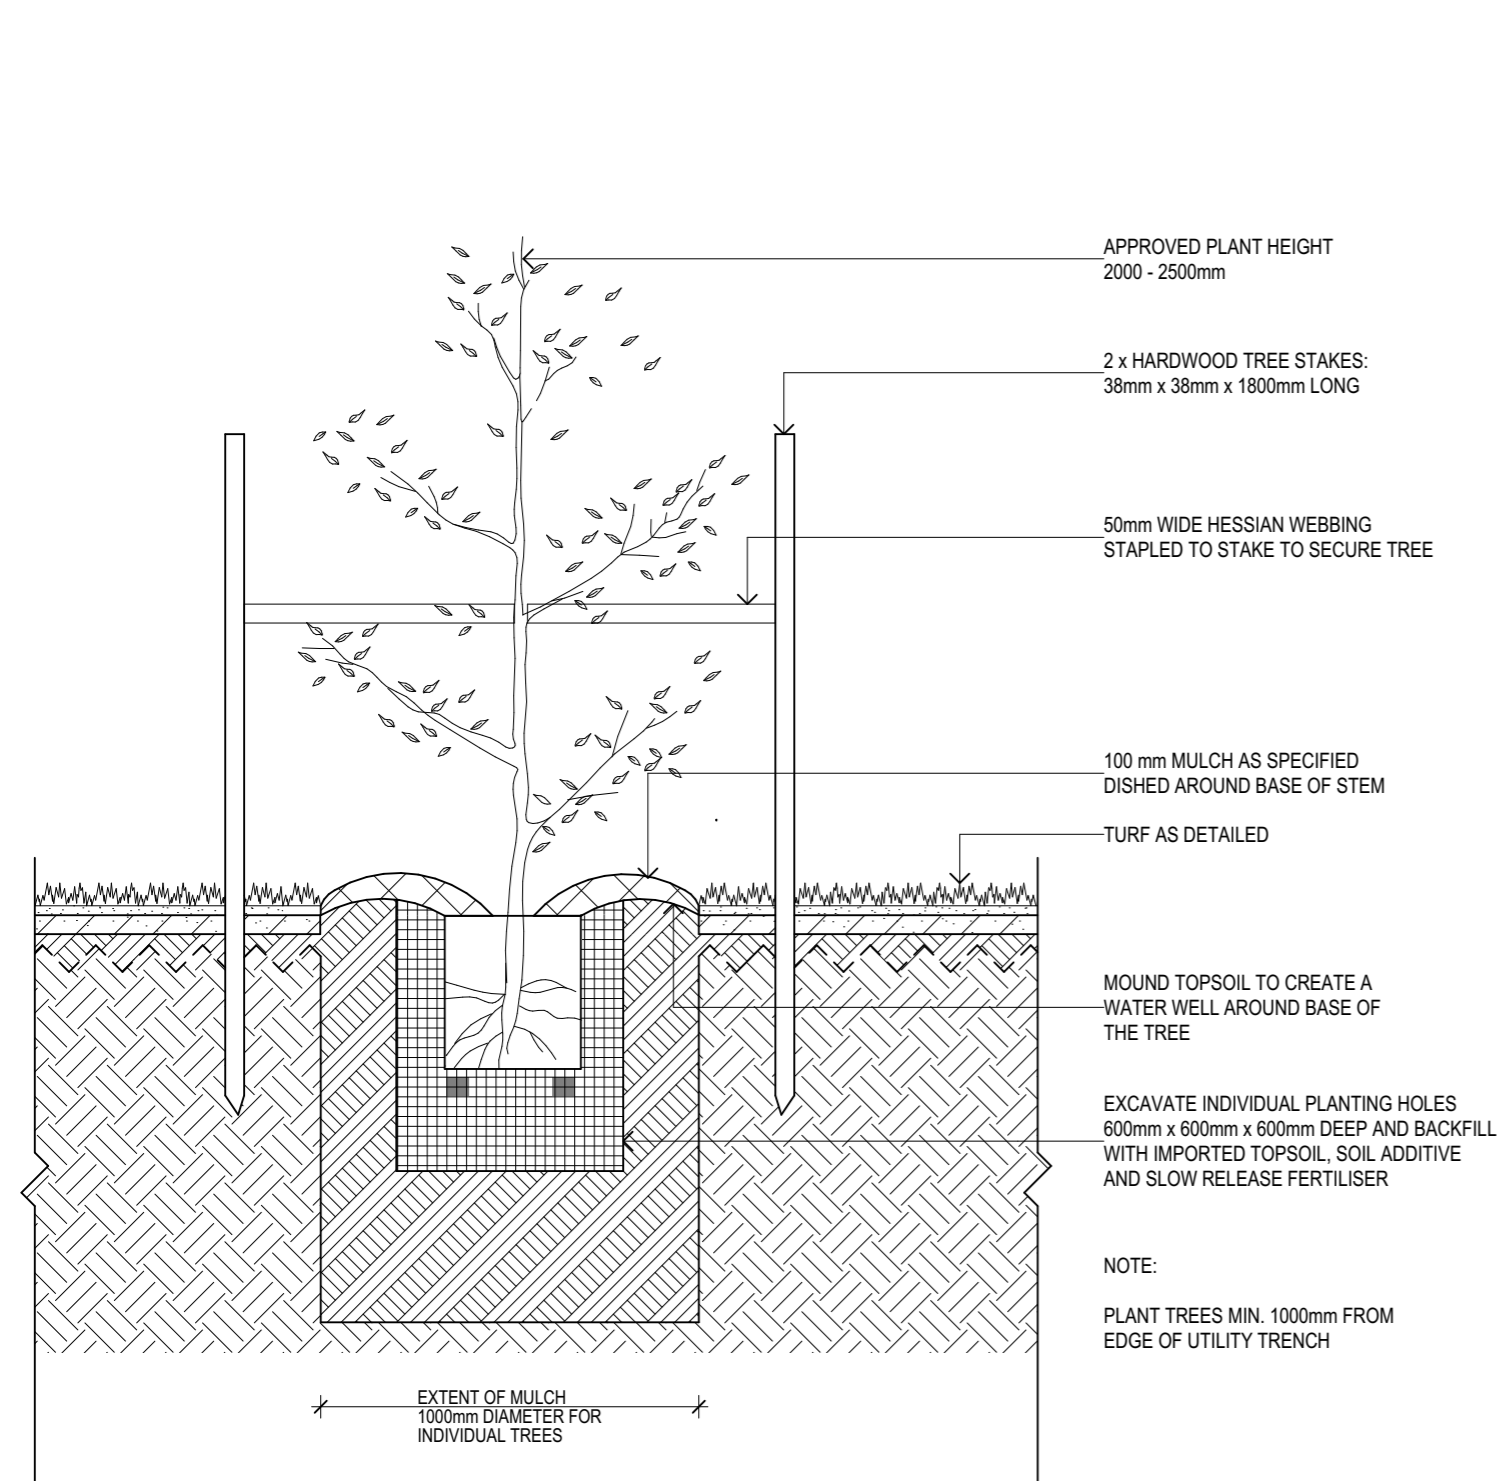 APPROVED PLANT HEIGHT
2000 - 2500mm
2 x HARDWOOD TREE STAKES:
38mm x 38mm x 1800mm LONG
50mm WIDE HESSIAN WEBBING
STAPLED TO STAKE TO SECURE TREE
100 mm MULCH AS SPECIFIED
DISHED AROUND BASE OF STEM
TURF AS DETAILED
MOUND TOPSOIL TO CREATE A
WATER WELL AROUND BASE OF
THE TREE
EXCAVATE INDIVIDUAL PLANTING HOLES
600mm x 600mm x 600mm DEEP AND BACKFILL
WITH IMPORTED TOPSOIL, SOIL ADDITIVE
AND SLOW RELEASE FERTILISER
NOTE:
PLANT TREES MIN. 1000mm FROM
EDGE OF UTILITY TRENCH
EXTENT OF MULCH
1000mm DIAMETER FOR
INDIVIDUAL TREES